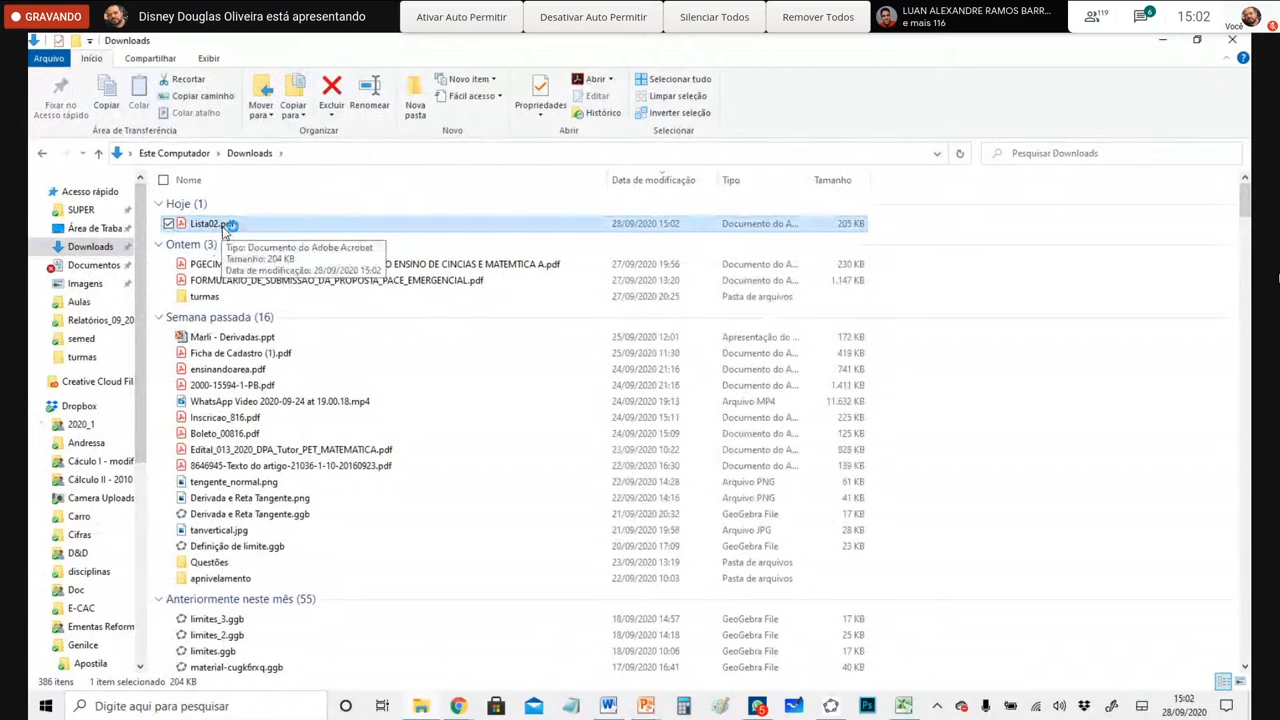 GRAVANDO
Disney Douglas Oliveira está apresentando
Ativar Auto Permitir
Desativar Auto Permitir
Silenciar Todos
Remover Todos
LUAN ALEXANDRE RAMOS BARR...
e mais 116
119
6
15:02
Você
Downloads
Arquivo Início Compartilhar Exibir
Fixar no Acesso rápido
Copiar
Colar
Recortar
Copiar caminho
Colar atalho
Mover para
Copiar para
Excluir
Renomear
Nova pasta
Novo item
Fácil acesso
Propriedades
Abrir
Editar
Histórico
Selecionar tudo
Limpar seleção
Inverter seleção
Área de Transferência Organizar Novo Abrir Selecionar
Este Computador > Downloads >
Pesquisar Downloads
Acesso rápido
SUPER
Área de Traba
Downloads
Documentos
Imagens
Aulas
Relatórios_09_20
semed
turmas
Creative Cloud Fil
Dropbox
2020_1
Andressa
Cáculo I - modif
Cálculo II - 2010
Camera Uploads
Carro
Cifras
D&D
disciplinas
Doc
E-CAC
Ementas Reform
Genilce
Apostila
Nome Data de modificação Tipo Tamanho
Hoje (1)
Lista02.pdf 28/09/2020 15:02 Documento do A... 205 KB
Ontem (3)
Tipo: Documento do Adobe Acrobat
Tamanho: 204 KB
Data de modificação: 28/09/2020 15:02
PGECIM O ENSINO DE CINCIAS E MATEMTICA A.pdf 27/09/2020 19:56 Documento do A... 230 KB
FORMULARIO_DE_SUBMISSÃO_DA_PROPOSTA_PACE_EMERGENCIAL.pdf 27/09/2020 13:20 Documento do A... 1.147 KB
turmas 27/09/2020 20:25 Pasta de arquivos
Semana passada (16)
Marli - Derivadas.ppt 25/09/2020 12:01 Apresentação do ... 172 KB
Ficha de Cadastro (1).pdf 25/09/2020 11:30 Documento do A... 419 KB
ensinandoarea.pdf 24/09/2020 21:16 Documento do A... 741 KB
2000-15594-1-PB.pdf 24/09/2020 21:16 Documento do A... 1.411 KB
WhatsApp Video 2020-09-24 at 19.00.18.mp4 24/09/2020 19:13 Arquivo MP4 11.632 KB
Inscricao_816.pdf 24/09/2020 15:11 Documento do A... 225 KB
Boleto_00816.pdf 24/09/2020 15:09 Documento do A... 125 KB
Edital_013_2020_DPA_Tutor_PET_MATEMATICA.pdf 23/09/2020 10:22 Documento do A... 828 KB
8646945-Texto do artigo-21036-1-10-20160923.pdf 22/09/2020 16:30 Documento do A... 139 KB
tengente_normal.png 22/09/2020 14:28 Arquivo PNG 61 KB
Derivada e Reta Tangente.png 22/09/2020 14:16 Arquivo PNG 41 KB
Derivada e Reta Tangente.ggb 21/09/2020 20:32 GeoGebra File 17 KB
tanvertical.jpg 21/09/2020 19:58 Arquivo JPG 28 KB
Definição de limite.ggb 20/09/2020 17:09 GeoGebra File 23 KB
Questões 23/09/2020 13:19 Pasta de arquivos
apnivelamento 22/09/2020 10:03 Pasta de arquivos
Anteriormente neste mês (55)
limites_3.ggb 18/09/2020 14:57 GeoGebra File 17 KB
limites_2.ggb 18/09/2020 14:18 GeoGebra File 25 KB
limites.ggb 18/09/2020 10:06 GeoGebra File 17 KB
material-cugk6rxq.ggb 17/09/2020 16:41 GeoGebra File 40 KB
386 itens 1 item selecionado 204 KB
Digite aqui para pesquisar
5
15:02
28/09/2020